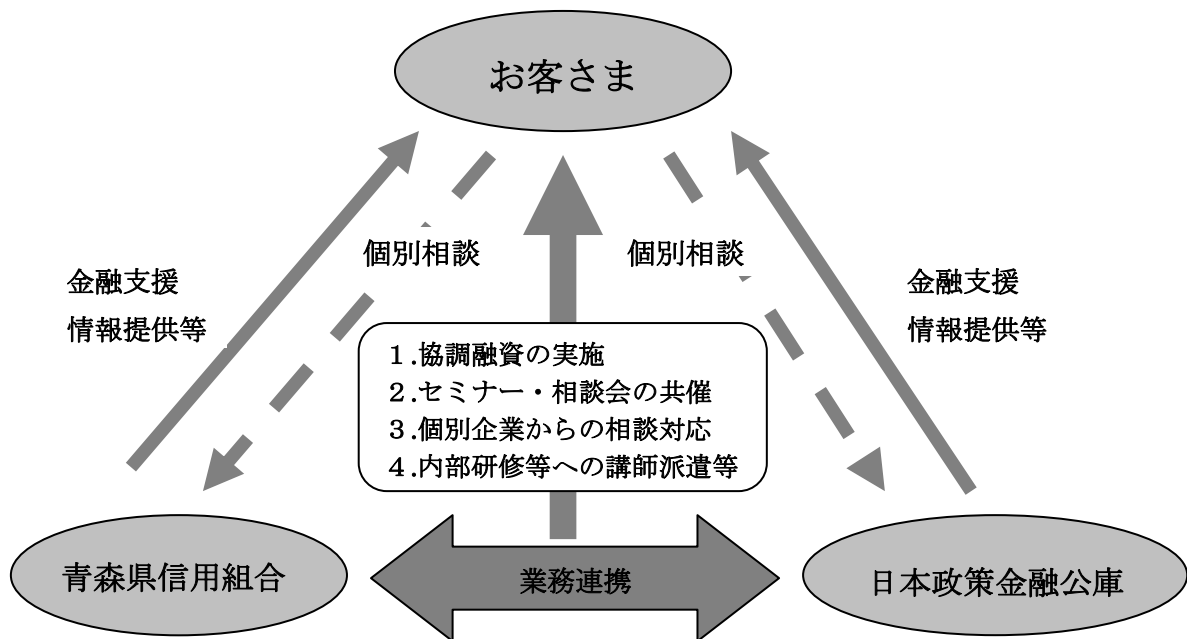 お客さま
個別相談
個別相談
金融支援
情報提供等
金融支援
情報提供等
１.協調融資の実施
２.セミナー・相談会の共催
３.個別企業からの相談対応
４.内部研修等への講師派遣等
青森県信用組合
業務連携
日本政策金融公庫